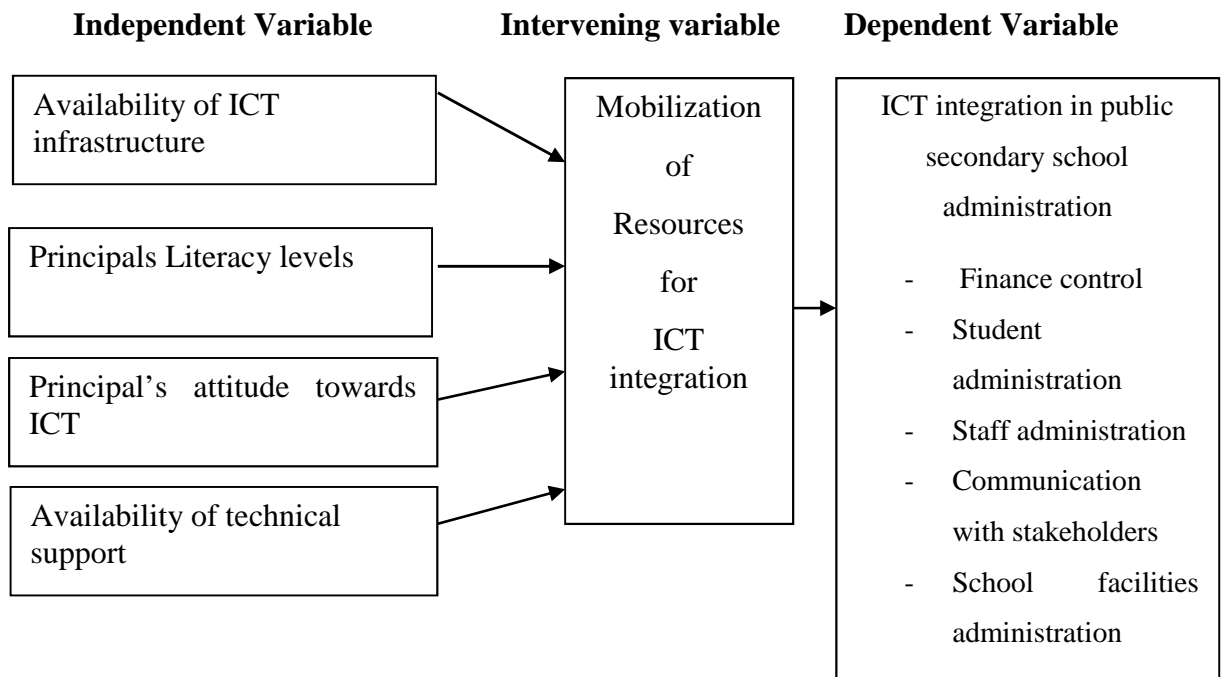 Independent Variable
Intervening variable
Dependent Variable
Availability of ICT
infrastructure
Principals Literacy levels
Principal’s attitude towards
ICT
Availability of technical
support
Mobilization
of
Resources
for
ICT
integration
ICT integration in public
secondary school
administration
- Finance control
- Student
administration
- Staff administration
- Communication
with stakeholders
- School facilities
administration